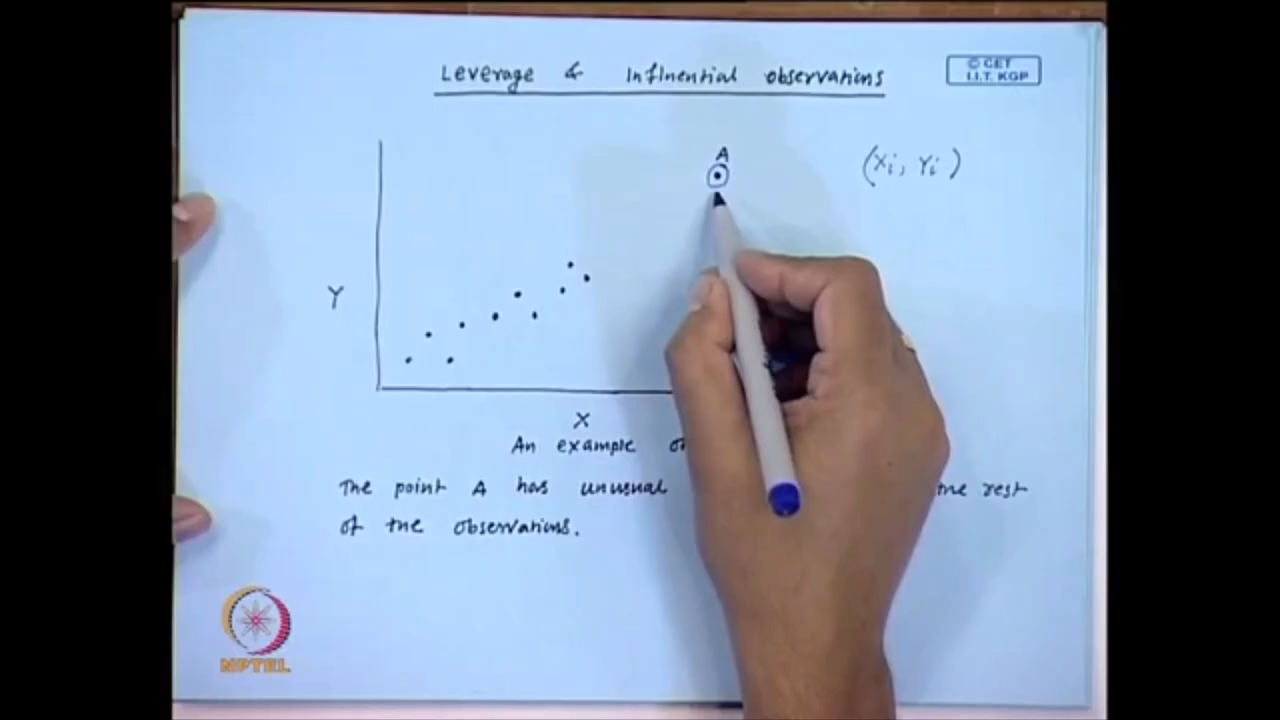 Leverage & Influential observations
© CET
I.I.T. KGP
A
(Xi, Yi)
Y
X
An example
The point A has unusual the rest
of the observations.
NPTEL